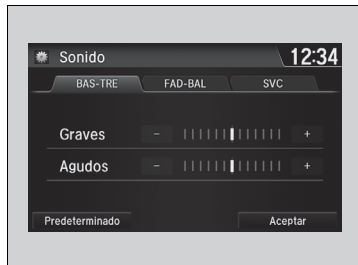 Sonido 12:34
BAS-TRE FAD-BAL SVC
Graves - +
Agudos - +
Predeterminado Aceptar